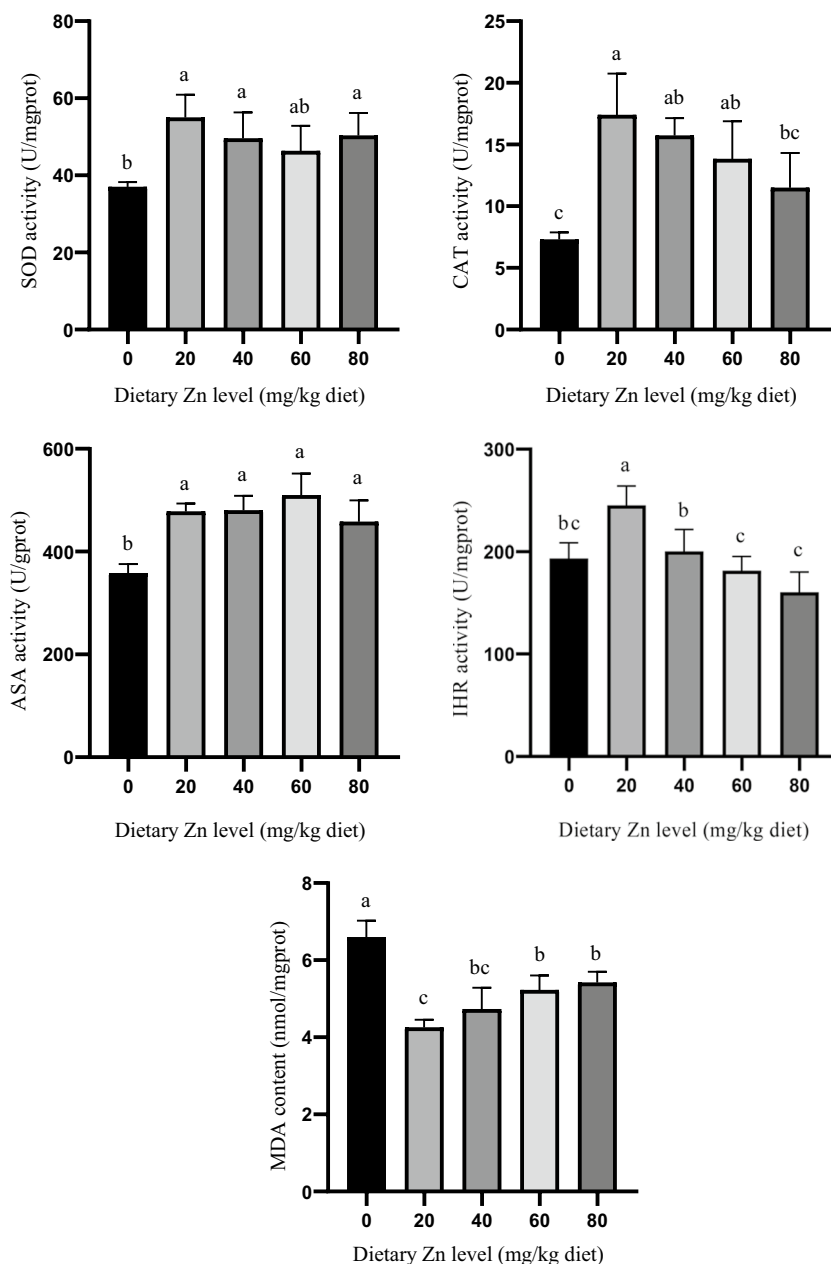 SOD activity (U/mgprot)
80
60
40
20
0
b
a
a
ab
a
0 20 40 60 80
Dietary Zn level (mg/kg diet)
CAT activity (U/mgprot)
25
20
15
10
5
0
c
a
ab
ab
bc
0 20 40 60 80
Dietary Zn level (mg/kg diet)
ASA activity (U/gprot)
600
400
200
0
b
a
a
a
a
0 20 40 60 80
Dietary Zn level (mg/kg diet)
IHR activity (U/mgprot)
300
200
100
0
bc
a
b
c
c
0 20 40 60 80
Dietary Zn level (mg/kg diet)
MDA content (nmol/mgprot)
8
6
4
2
0
a
c
bc
b
b
0 20 40 60 80
Dietary Zn level (mg/kg diet)